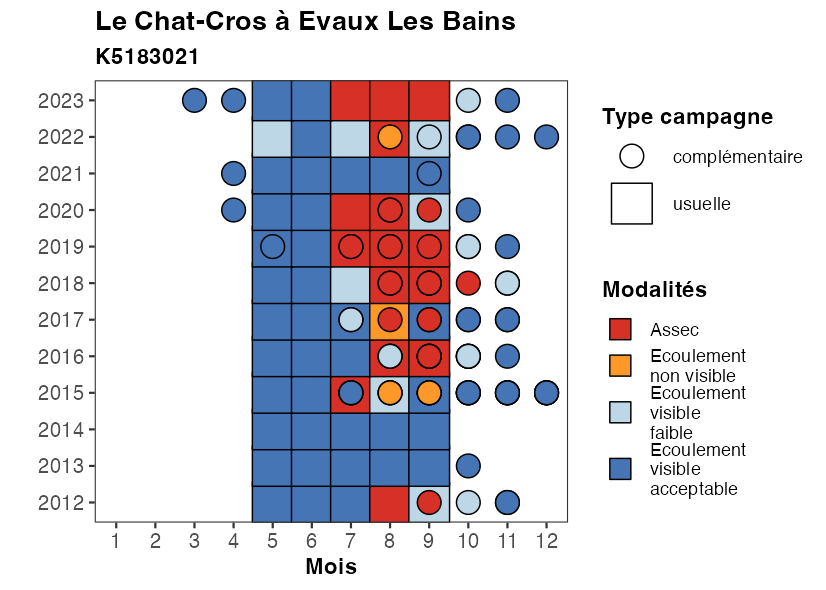 Le Chat-Cros à Evaux Les Bains
K5183021
2023
2022
2021
2020
2019
2018
2017
2016
2015
2014
2013
2012
1 2 3 4 5 6 7 8 9 10 11 12
Mois
Type campagne
complémentaire
usuelle
Modalités
Assec
Ecoulement
non visible
Ecoulement
visible
faible
Ecoulement
visible
acceptable